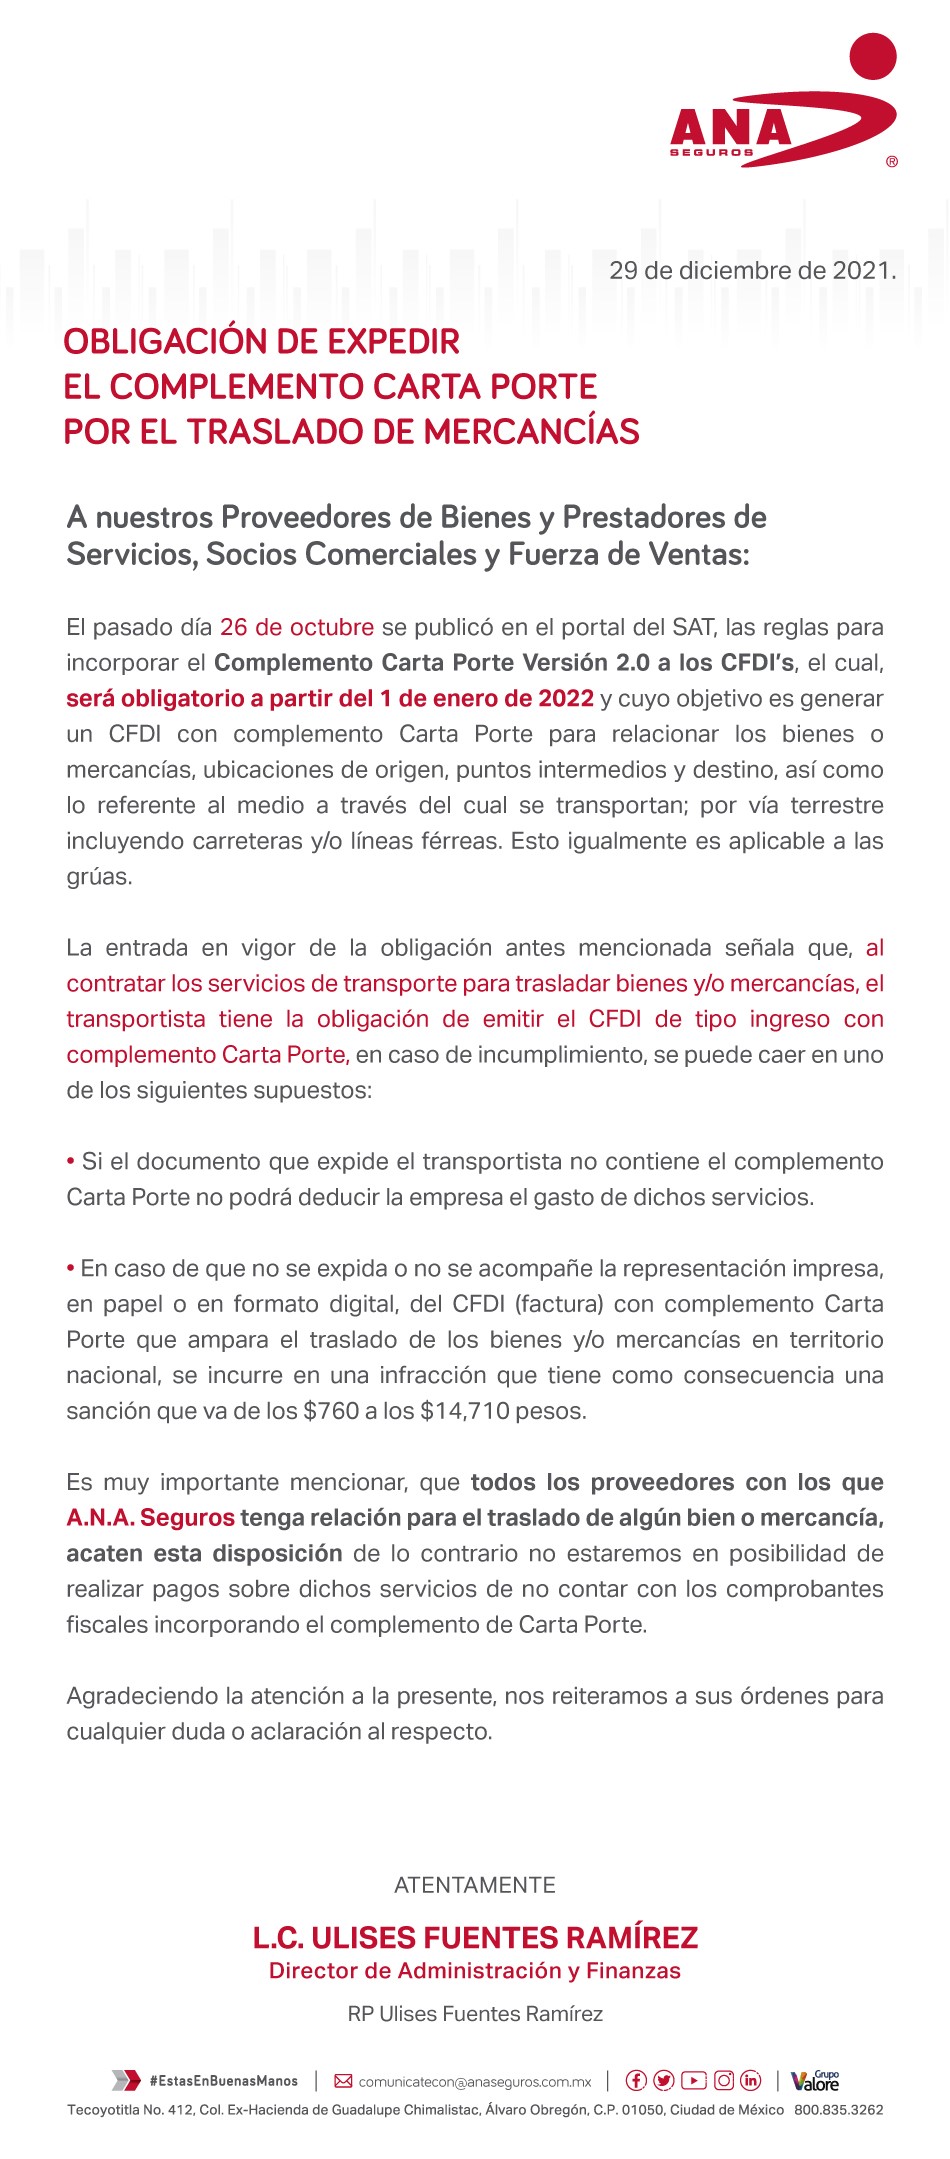 ANA
SEGUROS
®
29 de diciembre de 2021.
OBLIGACIÓN DE EXPEDIR
EL COMPLEMENTO CARTA PORTE
POR EL TRASLADO DE MERCANCÍAS
A nuestros Proveedores de Bienes y Prestadores de
Servicios, Socios Comerciales y Fuerza de Ventas:
El pasado día 26 de octubre se publicó en el portal del SAT, las reglas para
incorporar el Complemento Carta Porte Versión 2.0 a los CFDI's, el cual,
será obligatorio a partir del 1 de enero de 2022 y cuyo objetivo es generar
un CFDI con complemento Carta Porte para relacionar los bienes o
mercancías, ubicaciones de origen, puntos intermedios y destino, así como
lo referente al medio a través del cual se transportan; por vía terrestre
incluyendo carreteras y/o líneas férreas. Esto igualmente es aplicable a las
grúas.
La entrada en vigor de la obligación antes mencionada señala que, al
contratar los servicios de transporte para trasladar bienes y/o mercancías, el
transportista tiene la obligación de emitir el CFDI de tipo ingreso con
complemento Carta Porte, en caso de incumplimiento, se puede caer en uno
de los siguientes supuestos:
• Si el documento que expide el transportista no contiene el complemento
Carta Porte no podrá deducir la empresa el gasto de dichos servicios.
• En caso de que no se expida o no se acompañe la representación impresa,
en papel o en formato digital, del CFDI (factura) con complemento Carta
Porte que ampara el traslado de los bienes y/o mercancías en territorio
nacional, se incurre en una infracción que tiene como consecuencia una
sanción que va de los $760 a los $14,710 pesos.
Es muy importante mencionar, que todos los proveedores con los que
A.N.A. Seguros tenga relación para el traslado de algún bien o mercancía,
acaten esta disposición de lo contrario no estaremos en posibilidad de
realizar pagos sobre dichos servicios de no contar con los comprobantes
fiscales incorporando el complemento de Carta Porte.
Agradeciendo la atención a la presente, nos reiteramos a sus órdenes para
cualquier duda o aclaración al respecto.
ATENTAMENTE
L.C. ULISES FUENTES RAMÍREZ
Director de Administración y Finanzas
RP Ulises Fuentes Ramírez
#EstasEnBuenasManos | comunicatecon@anaseguros.com.mx | | Grupo Valore
Tecoyotitla No. 412, Col. Ex-Hacienda de Guadalupe Chimalistac, Álvaro Obregón, C.P. 01050, Ciudad de México 800.835.3262